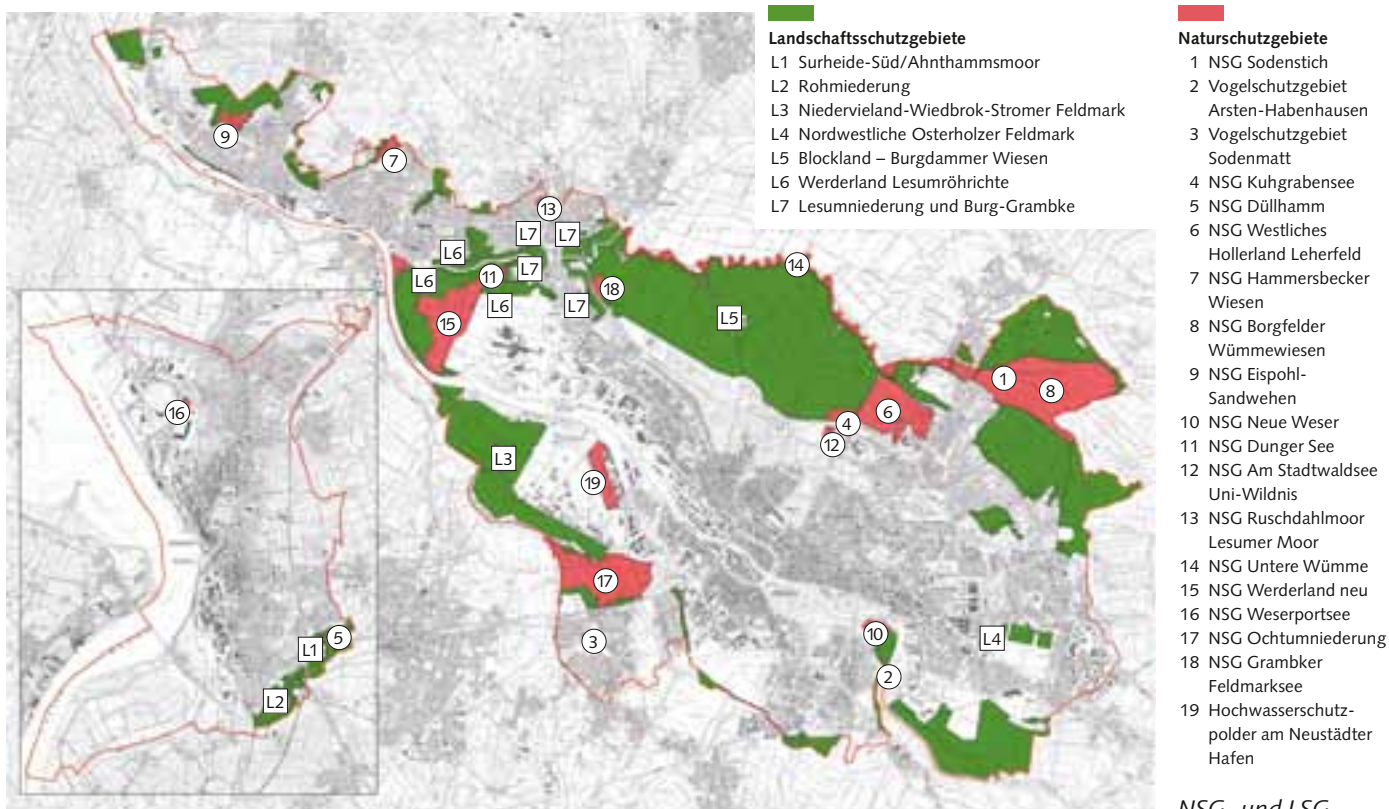 Landschaftsschutzgebiete
L1 Surheide-Süd/Ahnthammsmoor
L2 Rohmiederung
L3 Niedervieland-Wiedbrok-Stromer Feldmark
L4 Nordwestliche Osterholzer Feldmark
L5 Blockland – Burgdammer Wiesen
L6 Werderland Lesumröhrichte
L7 Lesumniederung und Burg-Grambke
Naturschutzgebiete
1 NSG Sodenstich
2 Vogelschutzgebiet
Arsten-Habenhausen
3 Vogelschutzgebiet
Sodenmatt
4 NSG Kuhgrabensee
5 NSG Düllhamm
6 NSG Westliches
Hollerland Leherfeld
7 NSG Hammersbecker
Wiesen
8 NSG Borgfelder
Wümmewiesen
9 NSG Eispohl-
Sandwehen
10 NSG Neue Weser
11 NSG Dunger See
12 NSG Am Stadtwaldsee
Uni-Wildnis
13 NSG Ruschdahlmoor
Lesumer Moor
14 NSG Untere Wümme
15 NSG Werderland neu
16 NSG Weserportsee
17 NSG Ochtumniederung
18 NSG Grambker
Feldmarksee
19 Hochwasserschutz-
polder am Neustädter
Hafen
NSG- und LSG
9
7
13
L7 L7
L6
14
L7
11
L6
18
L6
L7
15
L5
1
8
6
4
12
16
L3
19
17
10
5
3
L4
L1
2
L2